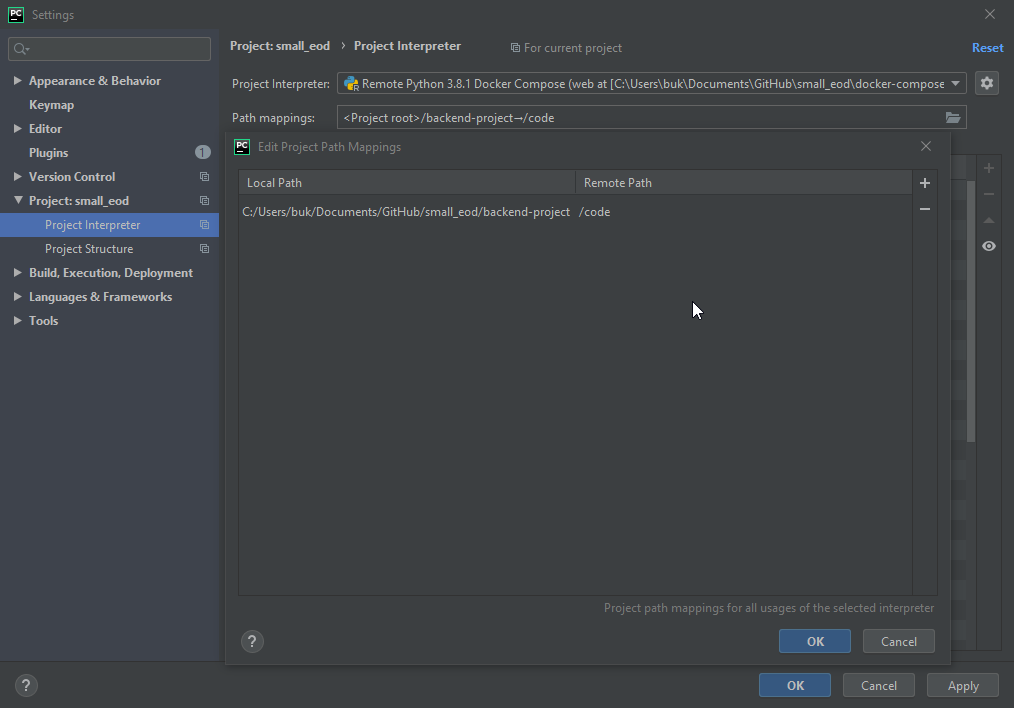 PC Settings
Project: small_eod › Project Interpreter For current project Reset
Appearance & Behavior
Keymap
Editor
Plugins 1
Version Control
Project: small_eod
Project Interpreter
Project Structure
Build, Execution, Deployment
Languages & Frameworks
Tools
Project Interpreter: Remote Python 3.8.1 Docker Compose (web at [C:\Users\buk\Documents\GitHub\small_eod\docker-compose
Path mappings: <Project root>/backend-project→/code
PC Edit Project Path Mappings
Local Path Remote Path
C:/Users/buk/Documents/GitHub/small_eod/backend-project /code
Project path mappings for all usages of the selected interpreter
? OK Cancel
? OK Cancel Apply